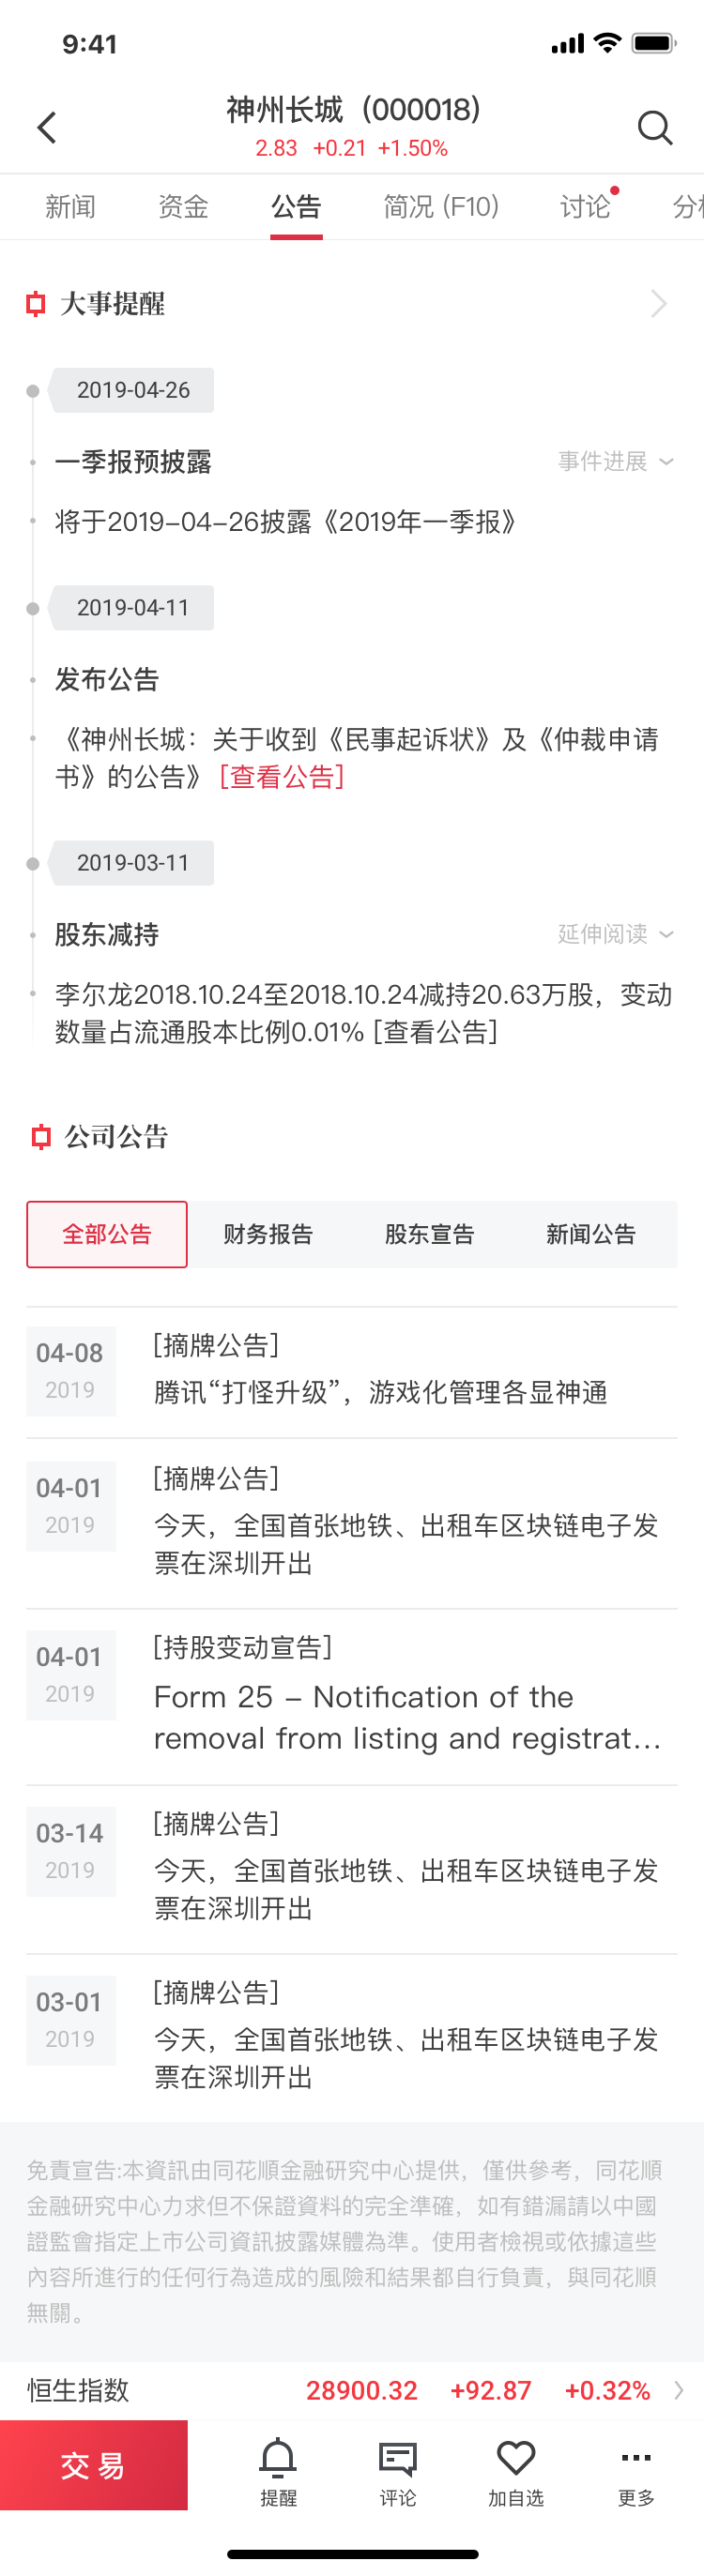 9:41
神州长城（000018）
2.83 +0.21 +1.50%
新闻 资金 公告 简况 (F10) 讨论
大事提醒
2019-04-26
一季报预披露 事件进展
将于2019-04-26披露《2019年一季报》
2019-04-11
发布公告
《神州长城：关于收到《民事起诉状》及《仲裁申请
书》的公告》 [查看公告]
2019-03-11
股东减持 延伸阅读
李尔龙2018.10.24至2018.10.24减持20.63万股，变动
数量占流通股本比例0.01% [查看公告]
公司公告
全部公告 财务报告 股东宣告 新闻公告
04-08 [摘牌公告]
2019 腾讯“打怪升级”，游戏化管理各显神通
04-01 [摘牌公告]
2019 今天，全国首张地铁、出租车区块链电子发
票在深圳开出
04-01 [持股变动宣告]
2019 Form 25 - Notification of the
removal from listing and registrat...
03-14 [摘牌公告]
2019 今天，全国首张地铁、出租车区块链电子发
票在深圳开出
03-01 [摘牌公告]
2019 今天，全国首张地铁、出租车区块链电子发
票在深圳开出
免責宣告:本資訊由同花順金融研究中心提供，僅供參考，同花順
金融研究中心力求但不保證資料的完全準確，如有錯漏請以中國
證監會指定上市公司資訊披露媒體為準。使用者檢視或依據這些
內容所進行的任何行為造成的風險和結果都自行負責，與同花順
無關。
恒生指数 28900.32 +92.87 +0.32%
交易 提醒 评论 加自选 更多